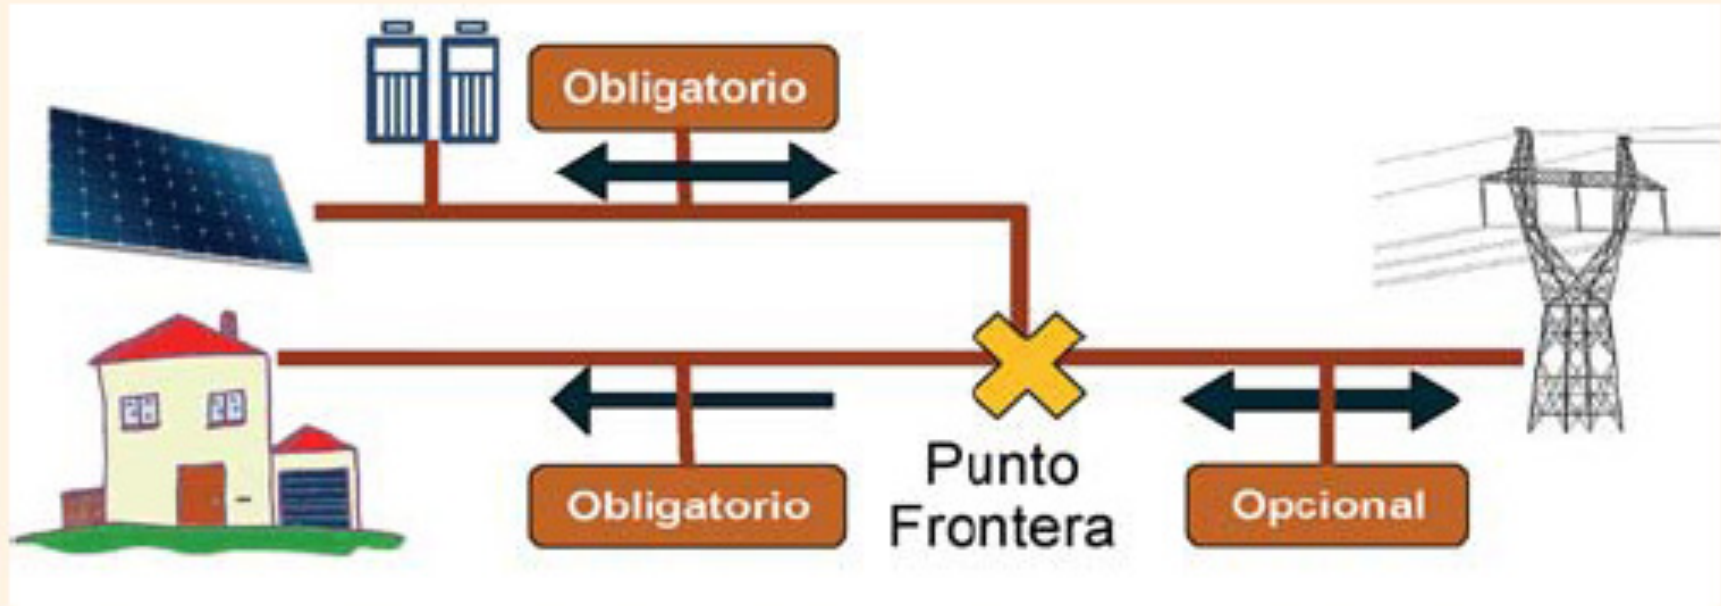 Obligatorio
Punto
Frontera
Obligatorio
Opcional